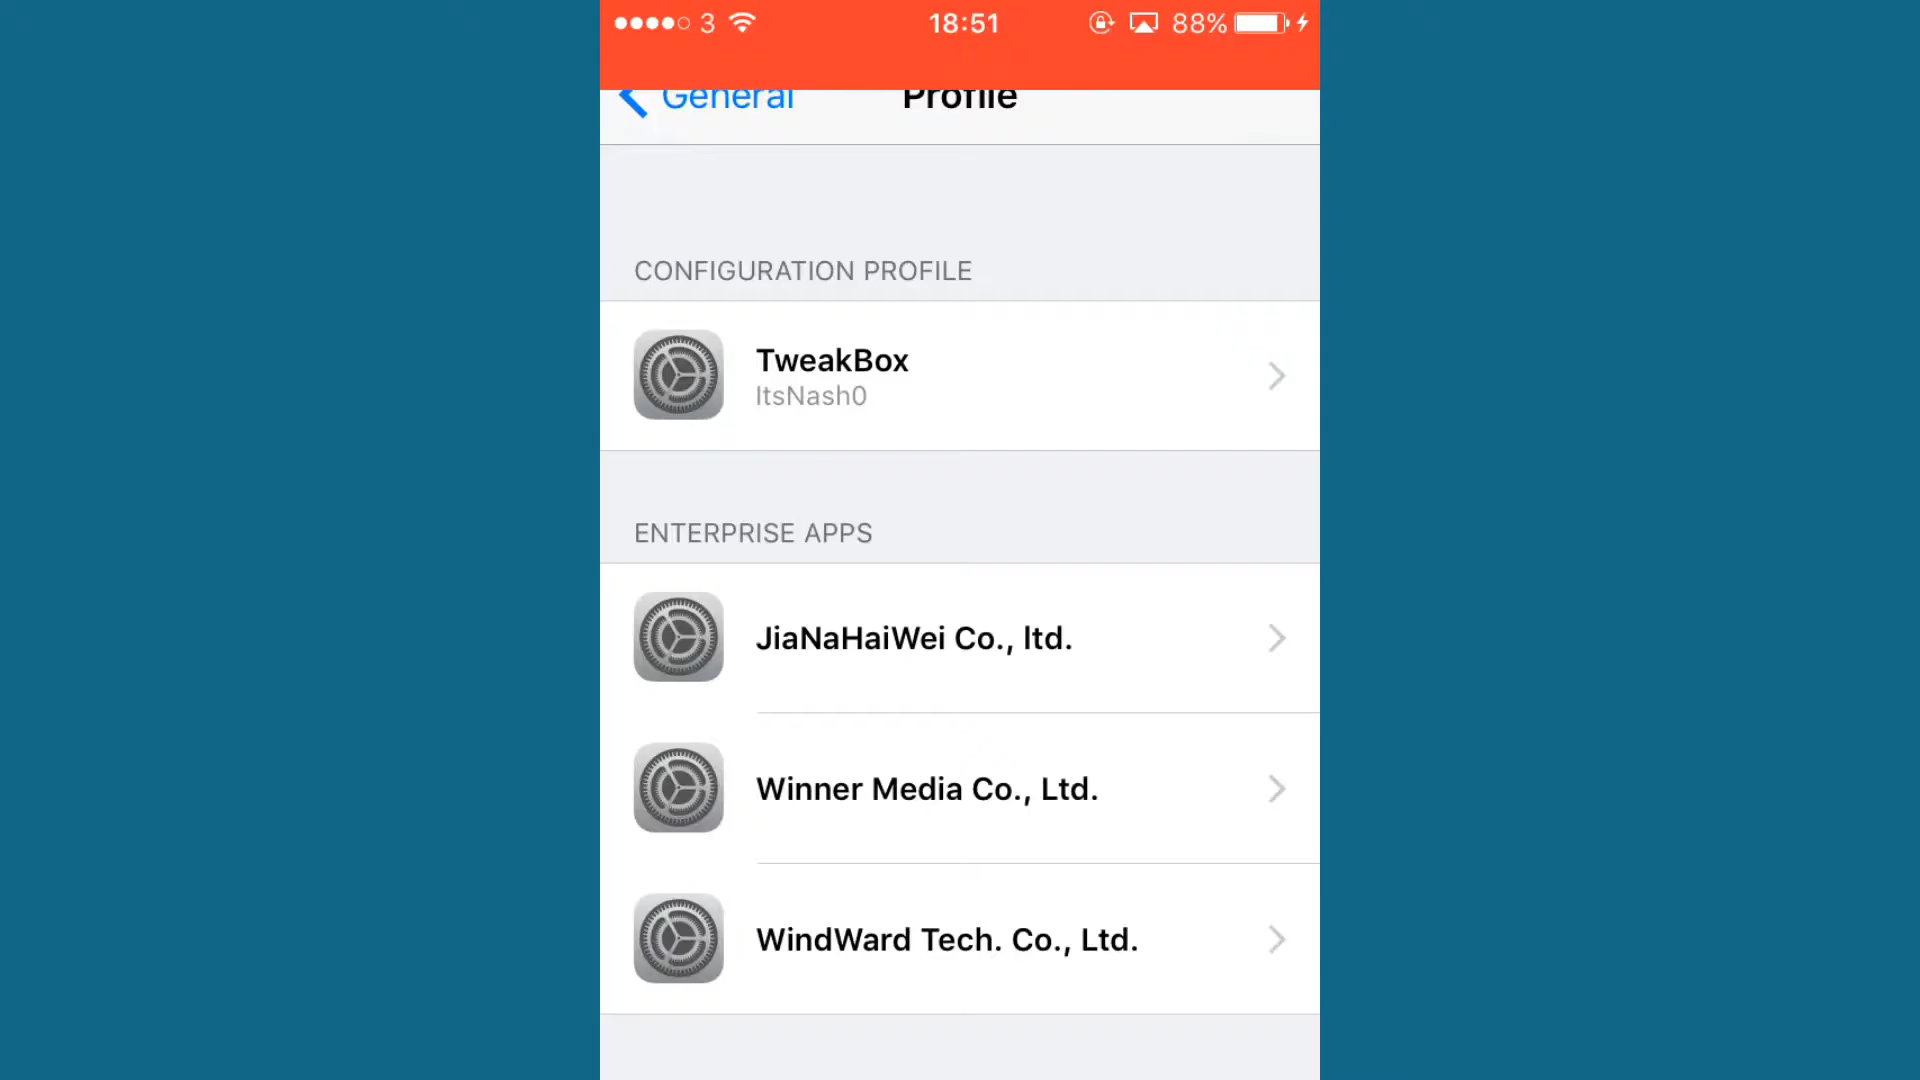 3 18:51 88%
General Profile
CONFIGURATION PROFILE
TweakBox
ItsNash0
ENTERPRISE APPS
JiaNaHaiWei Co., ltd.
Winner Media Co., Ltd.
WindWard Tech. Co., Ltd.